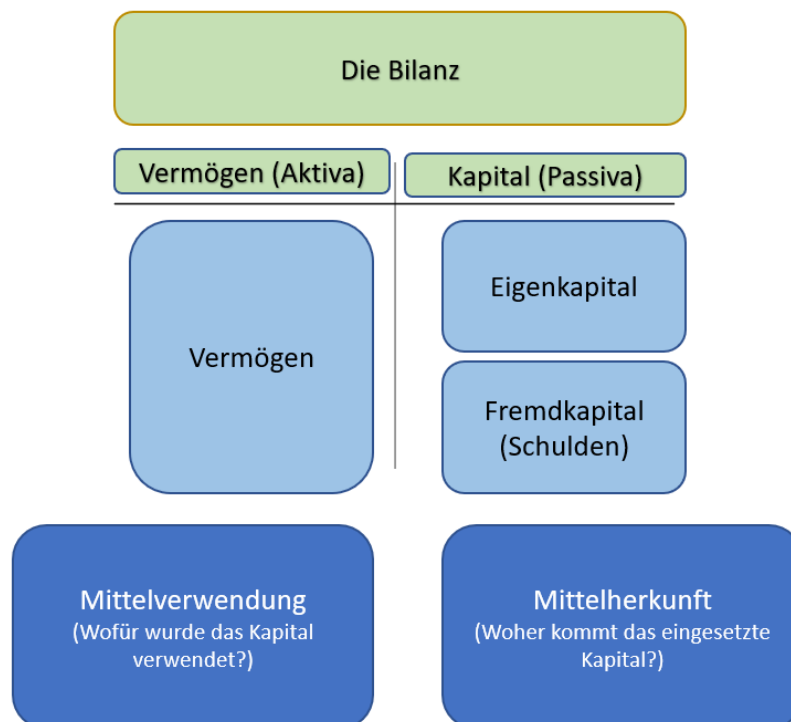 Die Bilanz
Vermögen (Aktiva)
Kapital (Passiva)
Vermögen
Eigenkapital
Fremdkapital
(Schulden)
Mittelverwendung
(Wofür wurde das Kapital
verwendet?)
Mittelherkunft
(Woher kommt das eingesetzte
Kapital?)